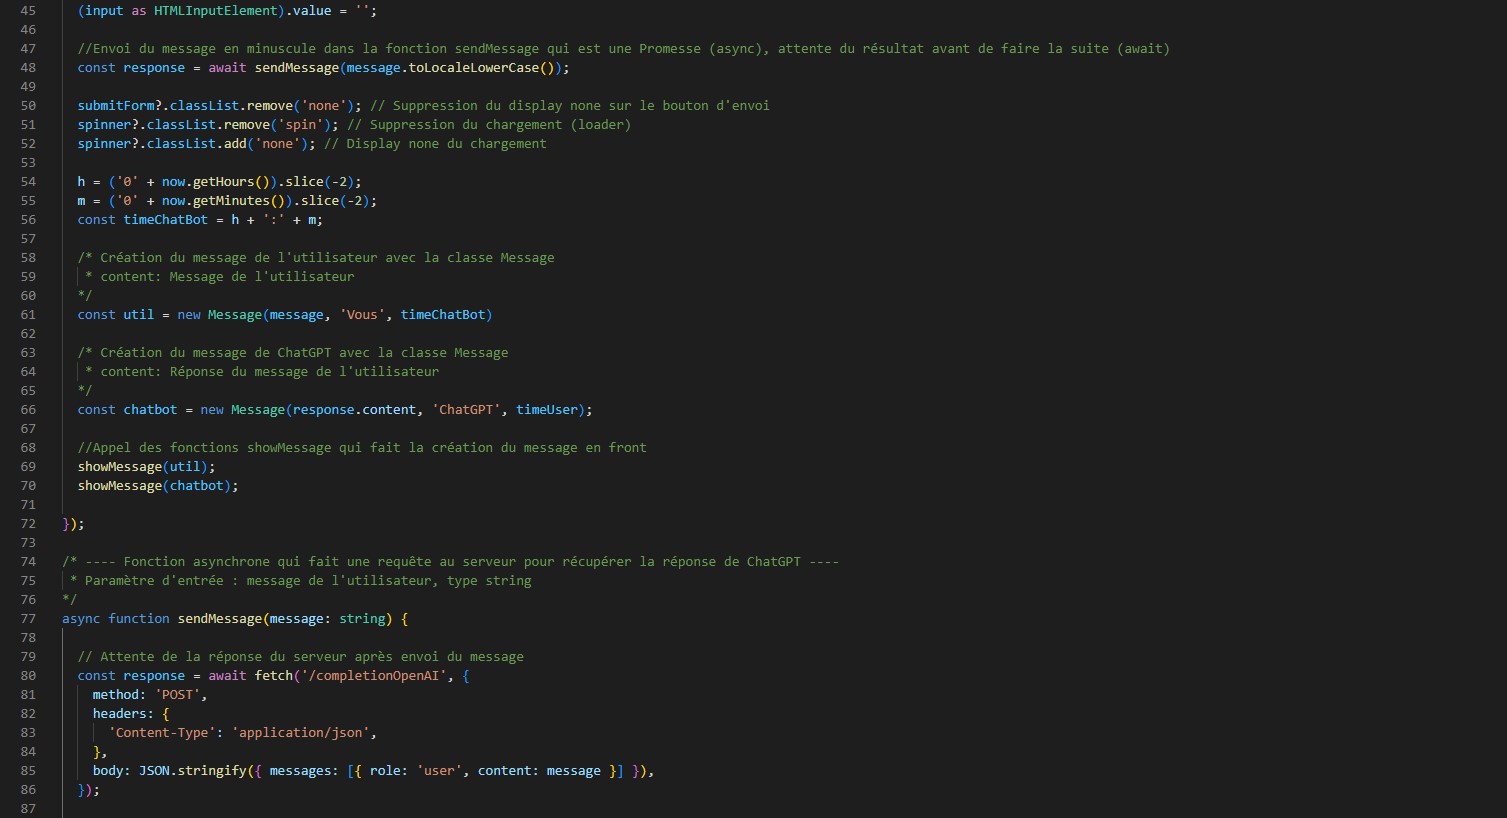 45 (input as HTMLInputElement).value = '';
46
47 //Envoi du message en minuscule dans la fonction sendMessage qui est une Promesse (async), attente du résultat avant de faire la suite (await)
48 const response = await sendMessage(message.toLocaleLowerCase());
49
50 submitForm?.classList.remove('none'); // Suppression du display none sur le bouton d'envoi
51 spinner?.classList.remove('spin'); // Suppression du chargement (loader)
52 spinner?.classList.add('none'); // Display none du chargement
53
54 h = ('0' + now.getHours()).slice(-2);
55 m = ('0' + now.getMinutes()).slice(-2);
56 const timeChatBot = h + ':' + m;
57
58 /* Création du message de l'utilisateur avec la classe Message
59 * content: Message de l'utilisateur
60 */
61 const util = new Message(message, 'Vous', timeChatBot)
62
63 /* Création du message de ChatGPT avec la classe Message
64 * content: Réponse du message de l'utilisateur
65 */
66 const chatbot = new Message(response.content, 'ChatGPT', timeUser);
67
68 //Appel des fonctions showMessage qui fait la création du message en front
69 showMessage(util);
70 showMessage(chatbot);
71
72 });
73
74 /* ---- Fonction asynchrone qui fait une requête au serveur pour récupérer la réponse de ChatGPT ----
75 * Paramètre d'entrée : message de l'utilisateur, type string
76 */
77 async function sendMessage(message: string) {
78
79 // Attente de la réponse du serveur après envoi du message
80 const response = await fetch('/completionOpenAI', {
81 method: 'POST',
82 headers: {
83 'Content-Type': 'application/json',
84 },
85 body: JSON.stringify({ messages: [{ role: 'user', content: message }] }),
86 });
87